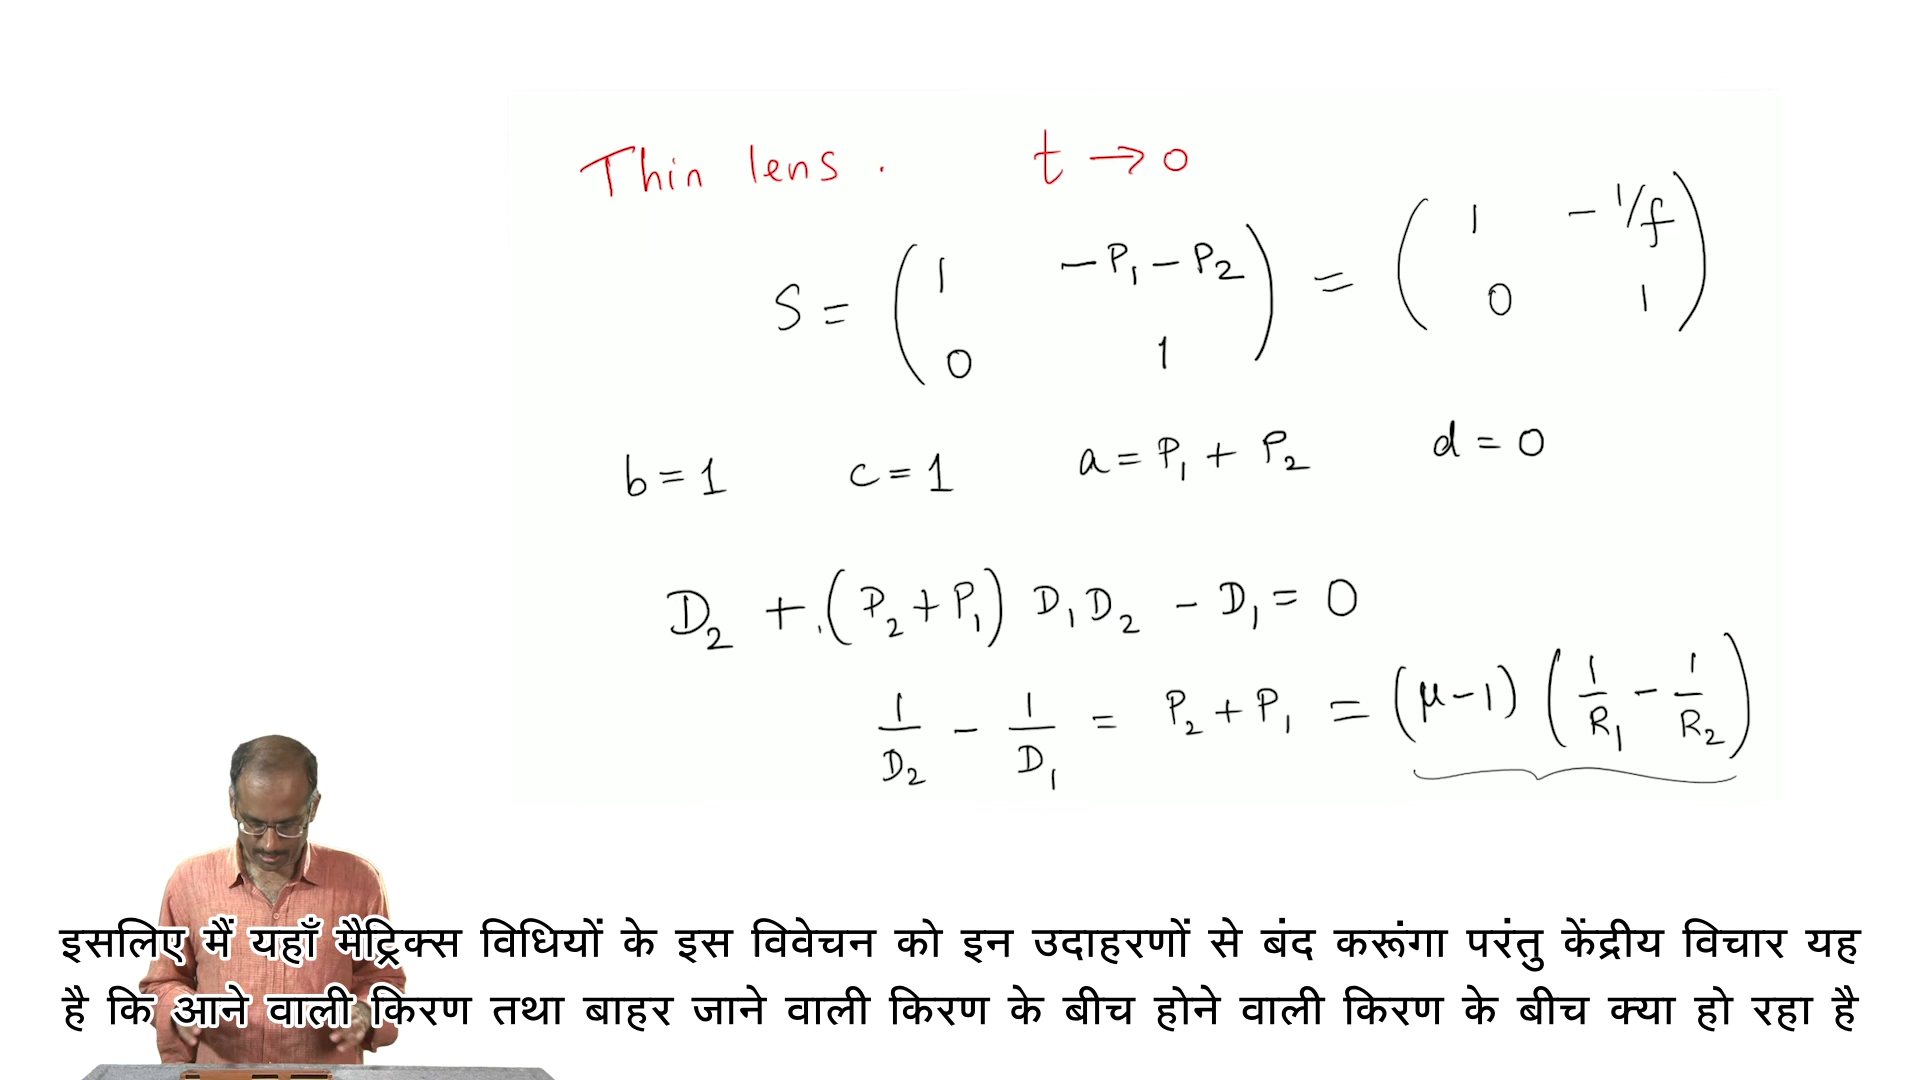 Thin lens . t → 0
S = ( 1 -P₁-P₂ ) = ( 1 -1/f )
( 0 1 ) ( 0 1 )
b = 1 c = 1 a = P₁ + P₂ d = 0
D₂ + (P₂+P₁) D₁D₂ - D₁ = 0
1/D₂ - 1/D₁ = P₂+P₁ = (μ-1) (1/R₁ - 1/R₂)
इसलिए मैं यहाँ मैट्रिक्स विधियों के इस विवेचन को इन उदाहरणों से बंद करूंगा परंतु केंद्रीय विचार यह
है कि आने वाली किरण तथा बाहर जाने वाली किरण के बीच होने वाली किरण के बीच क्या हो रहा है